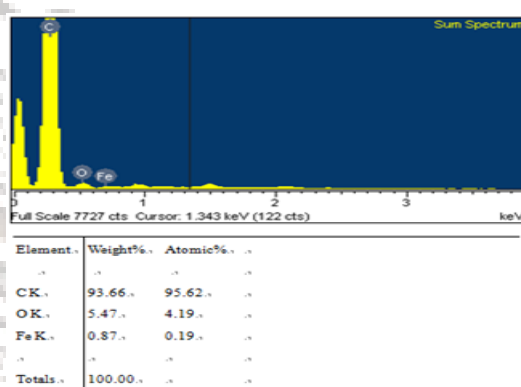 Sum Spectrum
C
O Fe
0 1 2 3
Full Scale 7727 cts Cursor: 1.343 keV (122 cts) keV
Element Weight% Atomic%
C K 93.66 95.62
O K 5.47 4.19
Fe K 0.87 0.19
Totals 100.00